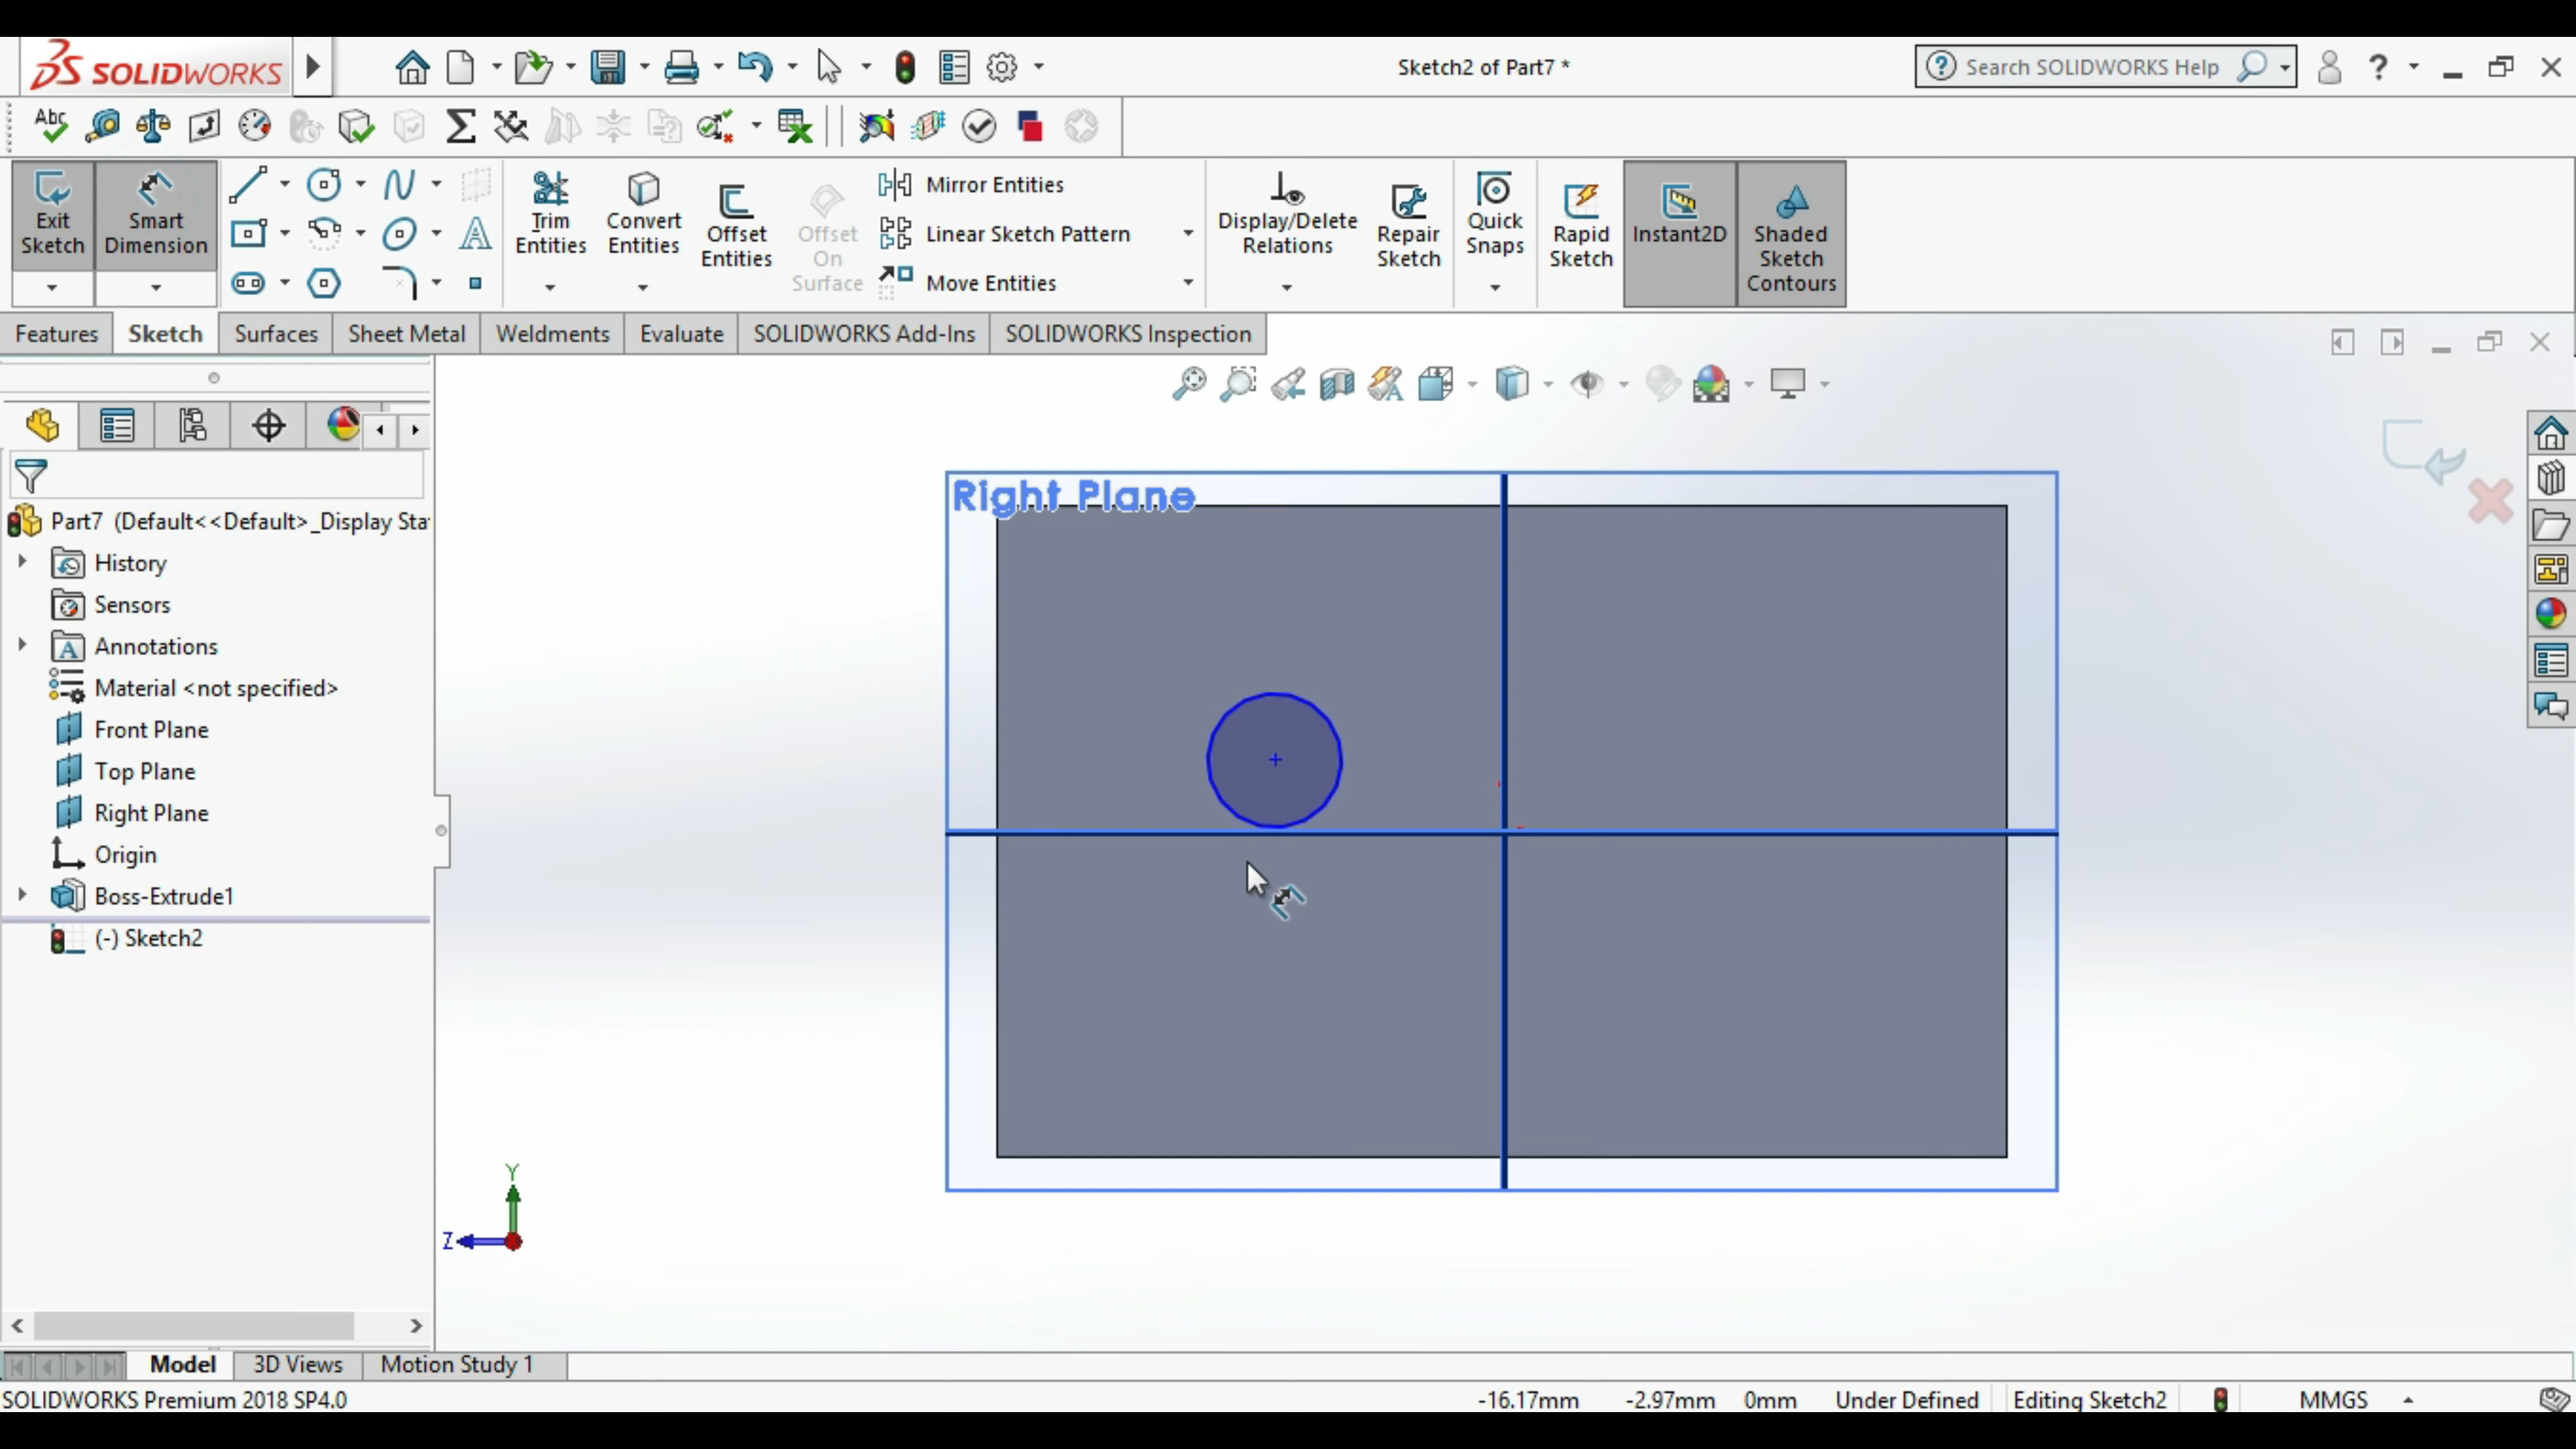 SOLIDWORKS
Sketch2 of Part7 *
Search SOLIDWORKS Help
?
Abc
Exit Sketch
Smart Dimension
Trim Entities
Convert Entities
Offset Entities
Offset On Surface
Mirror Entities
Linear Sketch Pattern
Move Entities
Display/Delete Relations
Repair Sketch
Quick Snaps
Rapid Sketch
Instant2D
Shaded Sketch Contours
Features
Sketch
Surfaces
Sheet Metal
Weldments
Evaluate
SOLIDWORKS Add-Ins
SOLIDWORKS Inspection
Part7 (Default<<Default>_Display Sta
History
Sensors
Annotations
Material <not specified>
Front Plane
Top Plane
Right Plane
Origin
Boss-Extrude1
(-) Sketch2
Right Plane
Y
Z
Model
3D Views
Motion Study 1
SOLIDWORKS Premium 2018 SP4.0
-16.17mm
-2.97mm
0mm
Under Defined
Editing Sketch2
MMGS